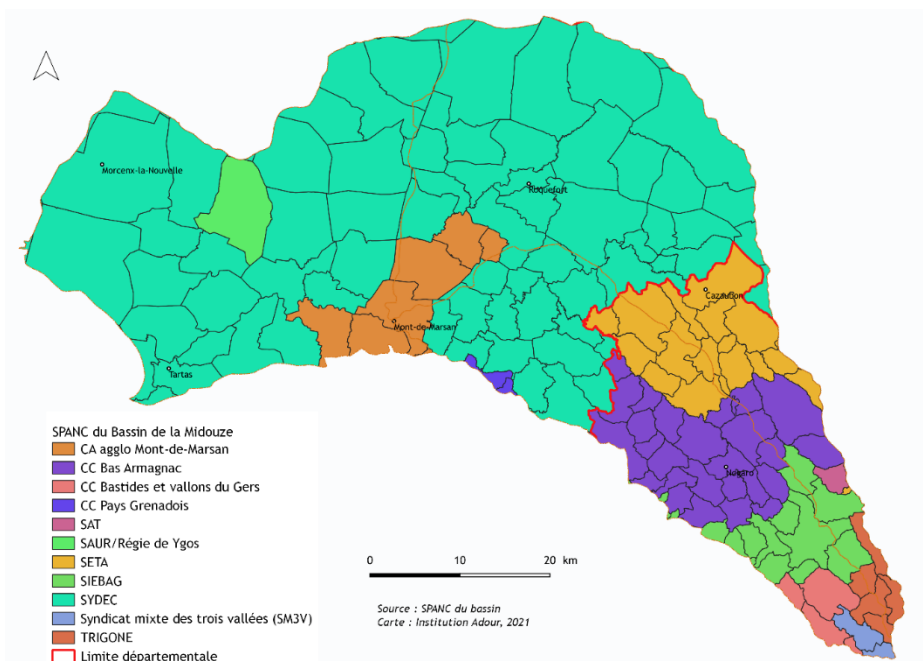 Morcenx-la-Nouvelle
Roquefort
Cazaubon
Mont-de-Marsan
Tartas
Nogaro
SPANC du Bassin de la Midouze
CA agglo Mont-de-Marsan
CC Bas Armagnac
CC Bastides et vallons du Gers
CC Pays Grenadois
SAT
SAUR/Régie de Ygos
SETA
SIEBAG
SYDEC
Syndicat mixte des trois vallées (SM3V)
TRIGONE
Limite départementale
0 10 20 km
Source : SPANC du bassin
Carte : Institution Adour, 2021